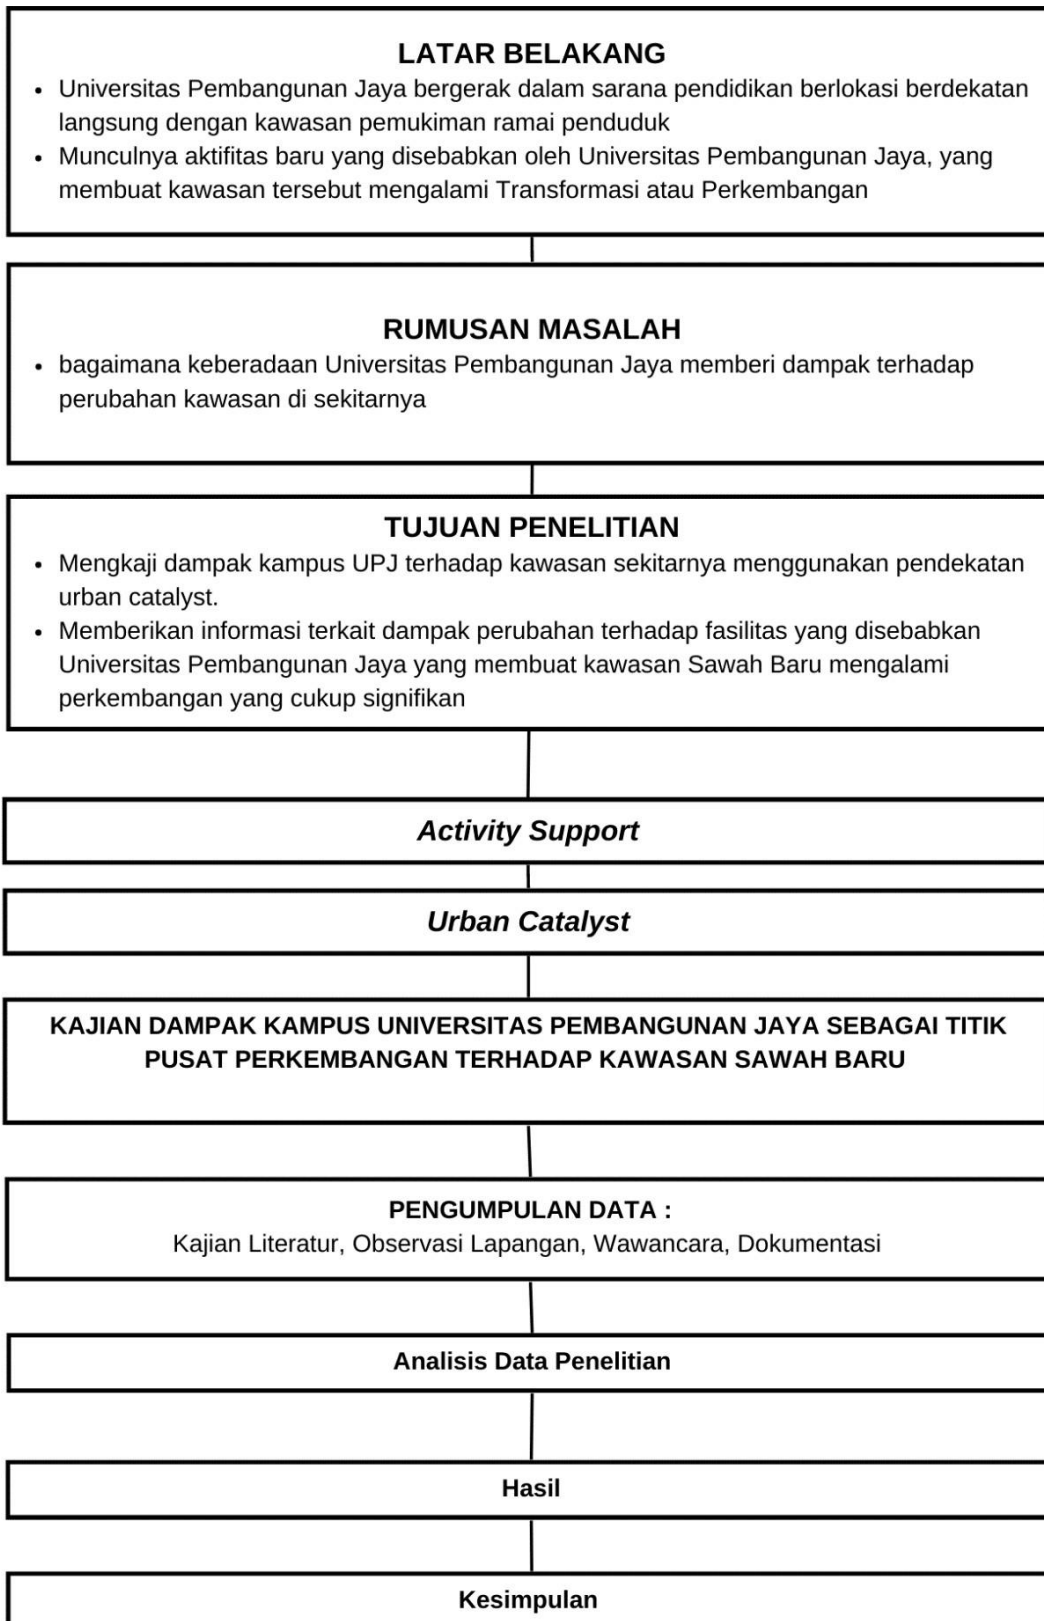 LATAR BELAKANG
• Universitas Pembangunan Jaya bergerak dalam sarana pendidikan berlokasi berdekatan
langsung dengan kawasan pemukiman ramai penduduk
• Munculnya aktifitas baru yang disebabkan oleh Universitas Pembangunan Jaya, yang
membuat kawasan tersebut mengalami Transformasi atau Perkembangan
RUMUSAN MASALAH
• bagaimana keberadaan Universitas Pembangunan Jaya memberi dampak terhadap
perubahan kawasan di sekitarnya
TUJUAN PENELITIAN
• Mengkaji dampak kampus UPJ terhadap kawasan sekitarnya menggunakan pendekatan
urban catalyst.
• Memberikan informasi terkait dampak perubahan terhadap fasilitas yang disebabkan
Universitas Pembangunan Jaya yang membuat kawasan Sawah Baru mengalami
perkembangan yang cukup signifikan
Activity Support
Urban Catalyst
KAJIAN DAMPAK KAMPUS UNIVERSITAS PEMBANGUNAN JAYA SEBAGAI TITIK
PUSAT PERKEMBANGAN TERHADAP KAWASAN SAWAH BARU
PENGUMPULAN DATA :
Kajian Literatur, Observasi Lapangan, Wawancara, Dokumentasi
Analisis Data Penelitian
Hasil
Kesimpulan